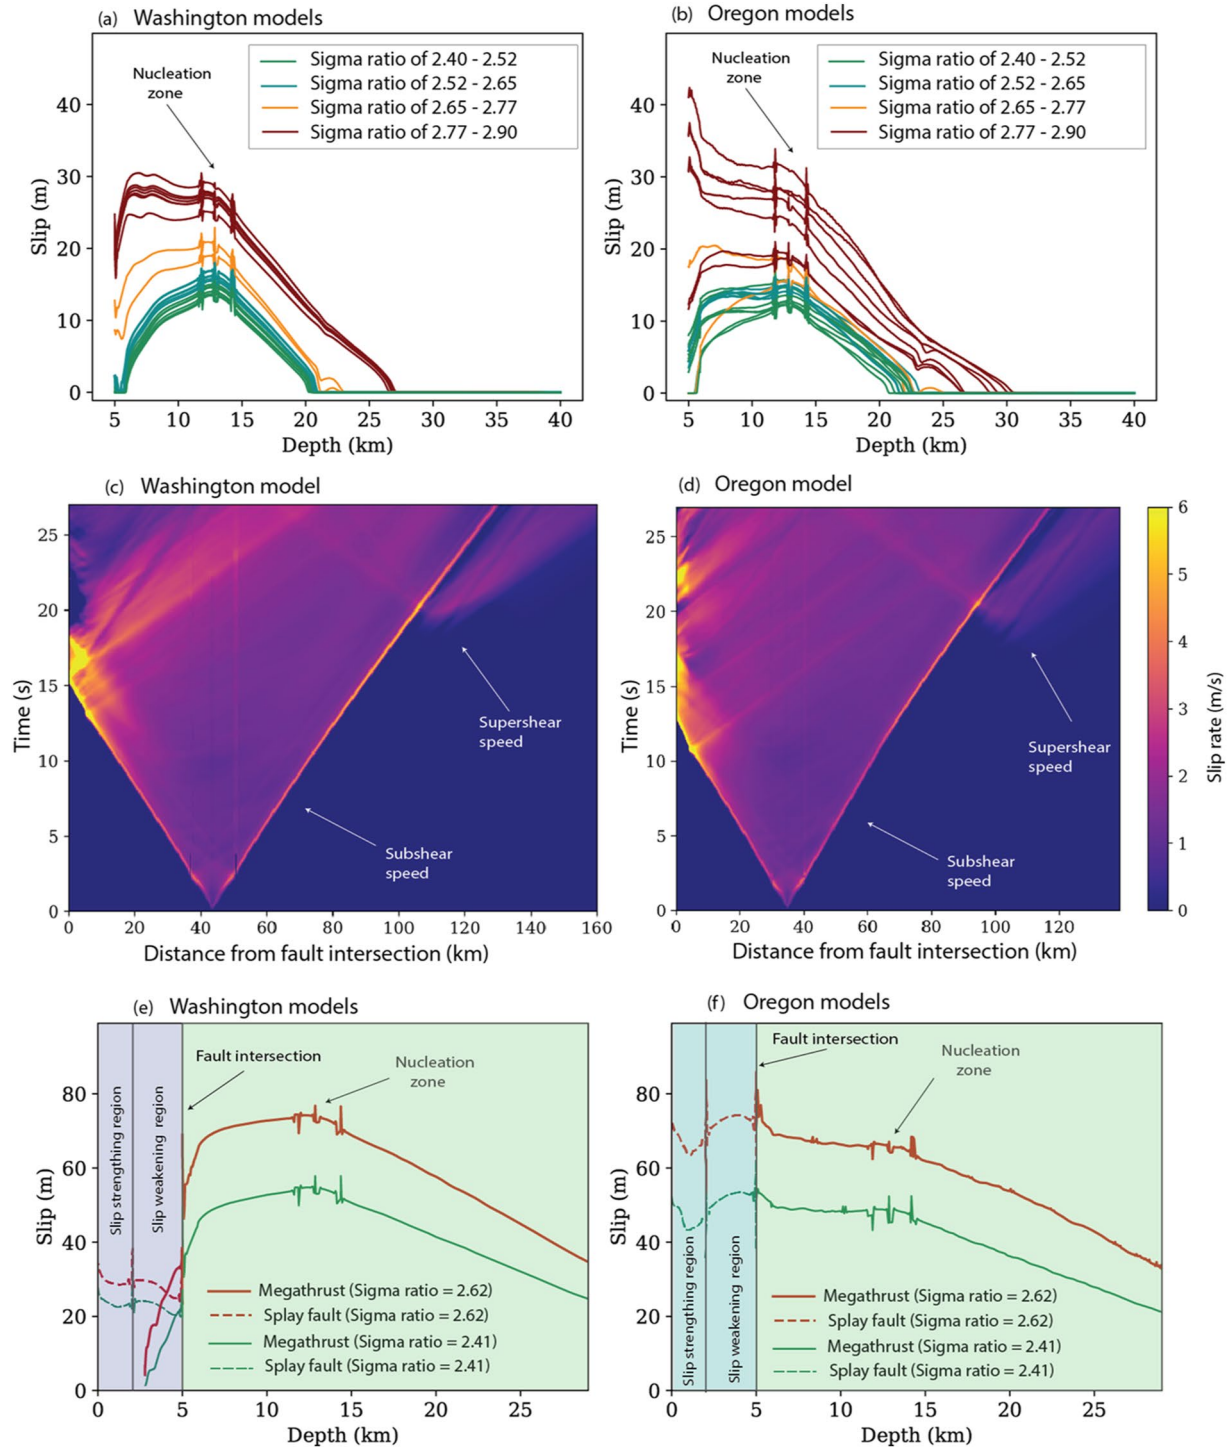 (a) Washington models
Nucleation
zone
Sigma ratio of 2.40 - 2.52
Sigma ratio of 2.52 - 2.65
Sigma ratio of 2.65 - 2.77
Sigma ratio of 2.77 - 2.90
Slip (m)
40
30
20
10
0
5 10 15 20 25 30 35 40
Depth (km)
(b) Oregon models
Nucleation
zone
Sigma ratio of 2.40 - 2.52
Sigma ratio of 2.52 - 2.65
Sigma ratio of 2.65 - 2.77
Sigma ratio of 2.77 - 2.90
Slip (m)
40
30
20
10
0
5 10 15 20 25 30 35 40
Depth (km)
(c) Washington model
Time (s)
25
20
15
10
5
0
Supershear
speed
Subshear
speed
0 20 40 60 80 100 120 140 160
Distance from fault intersection (km)
(d) Oregon model
Time (s)
25
20
15
10
5
0
Supershear
speed
Subshear
speed
0 20 40 60 80 100 120
Distance from fault intersection (km)
6
5
4
3
2
1
0
Slip rate (m/s)
(e) Washington models
Fault intersection
Nucleation
zone
Slip strengthing region
Slip weakening region
Slip (m)
80
60
40
20
0
Megathrust (Sigma ratio = 2.62)
Splay fault (Sigma ratio = 2.62)
Megathrust (Sigma ratio = 2.41)
Splay fault (Sigma ratio = 2.41)
0 5 10 15 20 25
Depth (km)
(f) Oregon models
Fault intersection
Nucleation
zone
Slip strengthing region
Slip weakening region
Slip (m)
80
60
40
20
0
Megathrust (Sigma ratio = 2.62)
Splay fault (Sigma ratio = 2.62)
Megathrust (Sigma ratio = 2.41)
Splay fault (Sigma ratio = 2.41)
0 5 10 15 20 25
Depth (km)